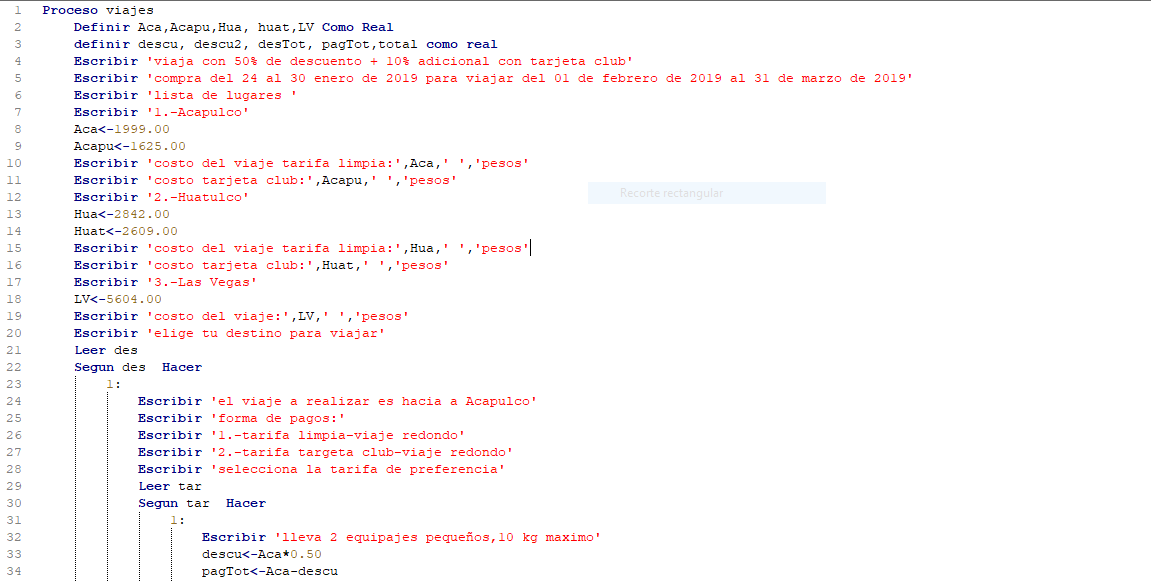 1 Proceso viajes
2 Definir Aca,Acapu,Hua, huat,LV Como Real
3 definir descu, descu2, desTot, pagTot,total como real
4 Escribir 'viaja con 50% de descuento + 10% adicional con tarjeta club'
5 Escribir 'compra del 24 al 30 enero de 2019 para viajar del 01 de febrero de 2019 al 31 de marzo de 2019'
6 Escribir 'lista de lugares '
7 Escribir '1.-Acapulco'
8 Aca<-1999.00
9 Acapu<-1625.00
10 Escribir 'costo del viaje tarifa limpia:',Aca,' ','pesos'
11 Escribir 'costo tarjeta club:',Acapu,' ','pesos'
12 Escribir '2.-Huatulco'
Recorte rectangular
13 Hua<-2842.00
14 Huat<-2609.00
15 Escribir 'costo del viaje tarifa limpia:',Hua,' ','pesos'
16 Escribir 'costo tarjeta club:',Huat,' ','pesos'
17 Escribir '3.-Las Vegas'
18 LV<-5604.00
19 Escribir 'costo del viaje:',LV,' ','pesos'
20 Escribir 'elige tu destino para viajar'
21 Leer des
22 Segun des  Hacer
23 1:
24 Escribir 'el viaje a realizar es hacia a Acapulco'
25 Escribir 'forma de pagos:'
26 Escribir '1.-tarifa limpia-viaje redondo'
27 Escribir '2.-tarifa targeta club-viaje redondo'
28 Escribir 'selecciona la tarifa de preferencia'
29 Leer tar
30 Segun tar  Hacer
31 1:
32 Escribir 'lleva 2 equipajes pequeños,10 kg maximo'
33 descu<-Aca*0.50
34 pagTot<-Aca-descu